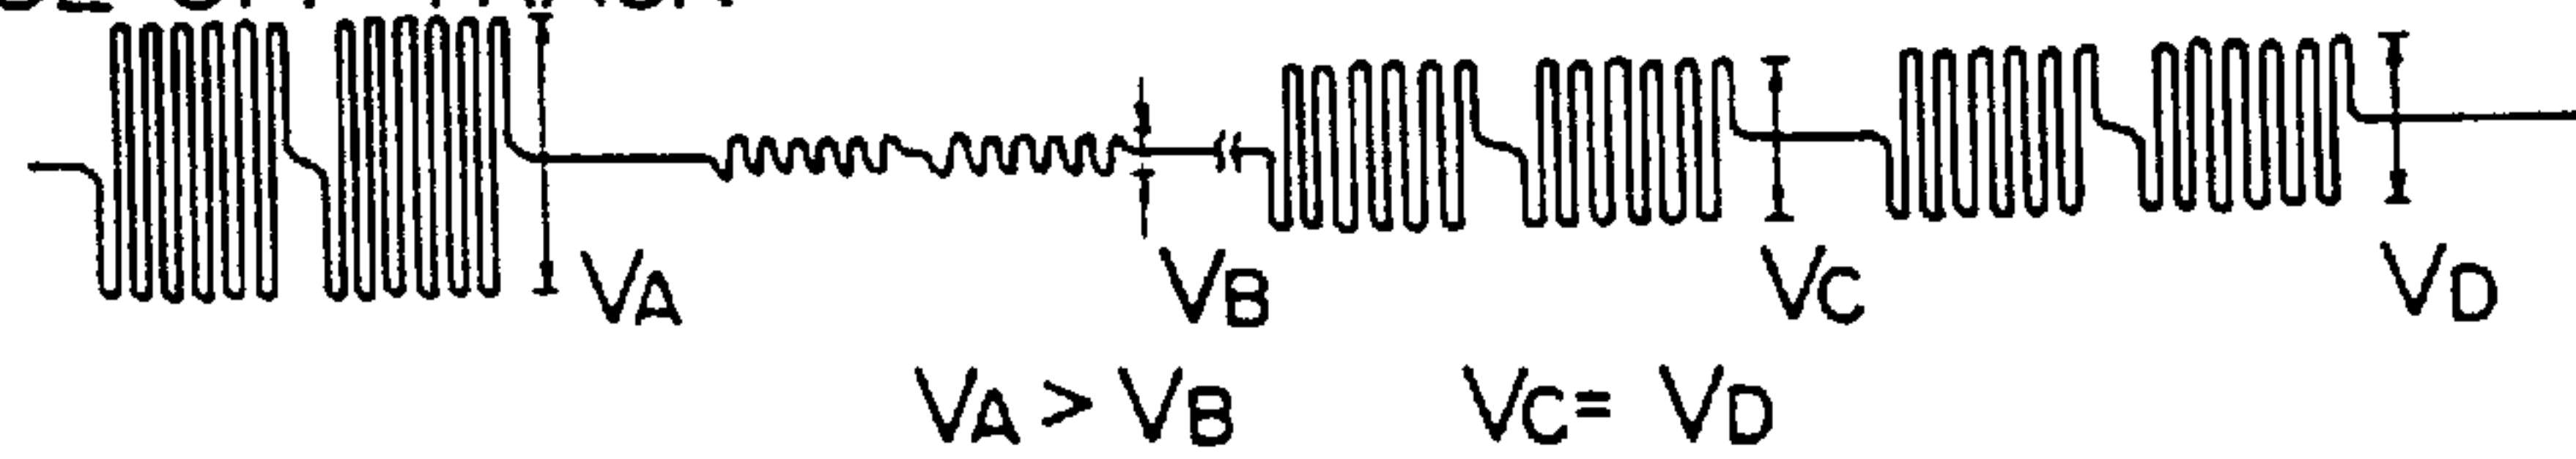 VA VB VC VD
VA > VB VC = VD